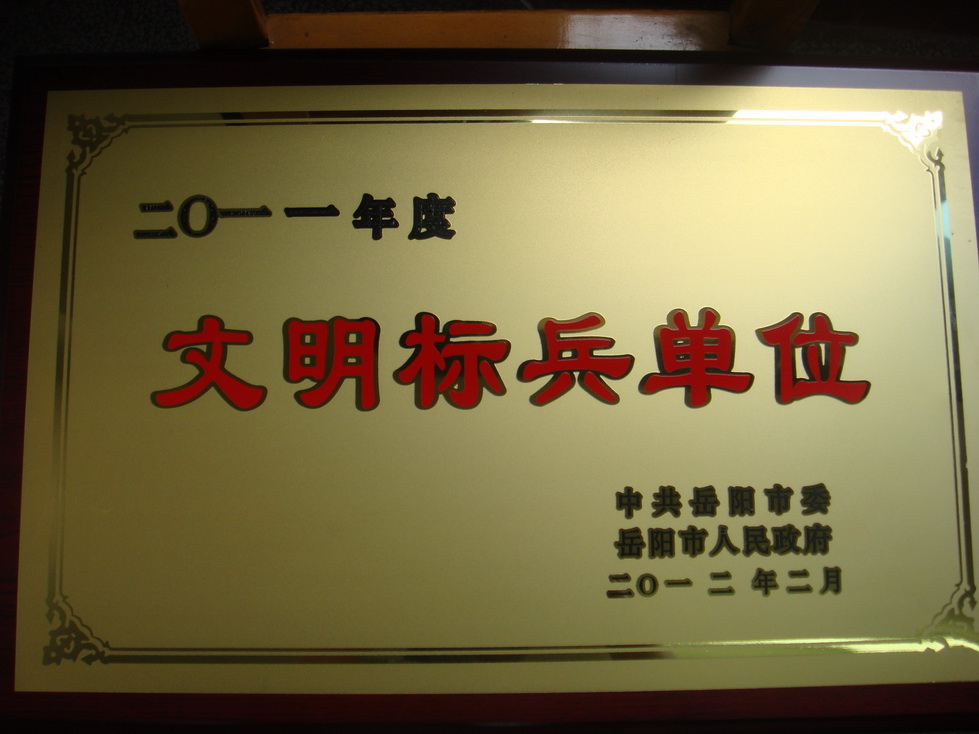 二〇一一年度
文明标兵单位
中共岳阳市委
岳阳市人民政府
二〇一二年二月